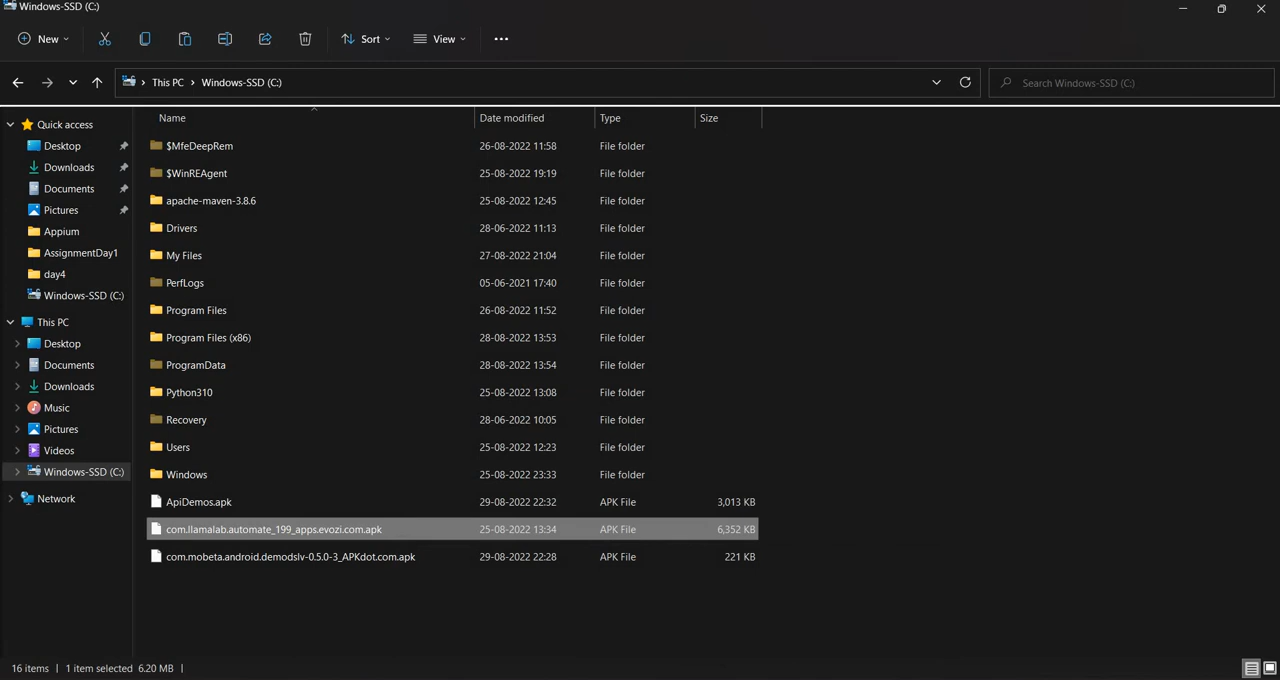 Windows-SSD (C:)
New
Sort
View
This PC > Windows-SSD (C:)
Search Windows-SSD (C:)
Name Date modified Type Size
Quick access
Desktop
Downloads
Documents
Pictures
Appium
AssignmentDay1
day4
Windows-SSD (C:)
This PC
Desktop
Documents
Downloads
Music
Pictures
Videos
Windows-SSD (C:)
Network
$MfeDeepRem 26-08-2022 11:58 File folder
$WinREAgent 25-08-2022 19:19 File folder
apache-maven-3.8.6 25-08-2022 12:45 File folder
Drivers 28-06-2022 11:13 File folder
My Files 27-08-2022 21:04 File folder
PerfLogs 05-06-2021 17:40 File folder
Program Files 26-08-2022 11:52 File folder
Program Files (x86) 28-08-2022 13:53 File folder
ProgramData 28-08-2022 13:54 File folder
Python310 25-08-2022 13:08 File folder
Recovery 28-06-2022 10:05 File folder
Users 25-08-2022 12:23 File folder
Windows 25-08-2022 23:33 File folder
ApiDemos.apk 29-08-2022 22:32 APK File 3,013 KB
com.llamalab.automate_199_apps.evozi.com.apk 25-08-2022 13:34 APK File 6,352 KB
com.mobeta.android.demodslv-0.5.0-3_APKdot.com.apk 29-08-2022 22:28 APK File 221 KB
16 items 1 item selected 6.20 MB